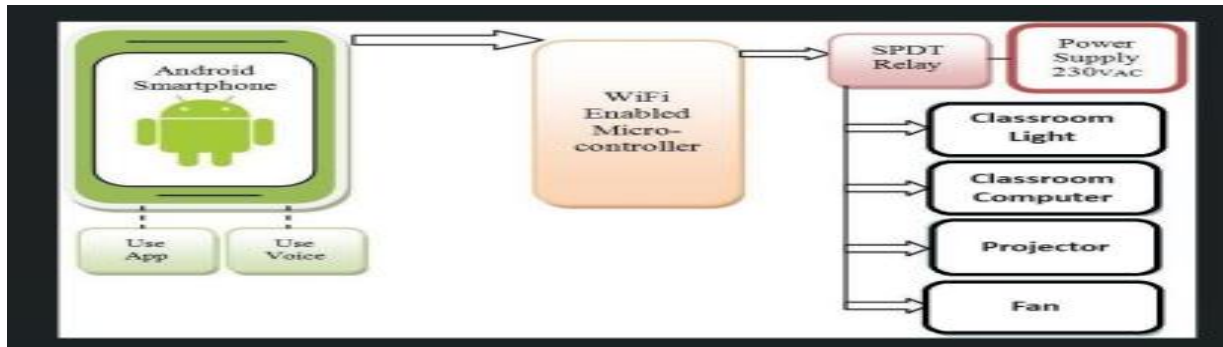 Android
Smartphone
Use
App
Use
Voice
WiFi
Enabled
Micro-
controller
SPDT
Relay
Power
Supply
230VAC
Classroom
Light
Classroom
Computer
Projector
Fan